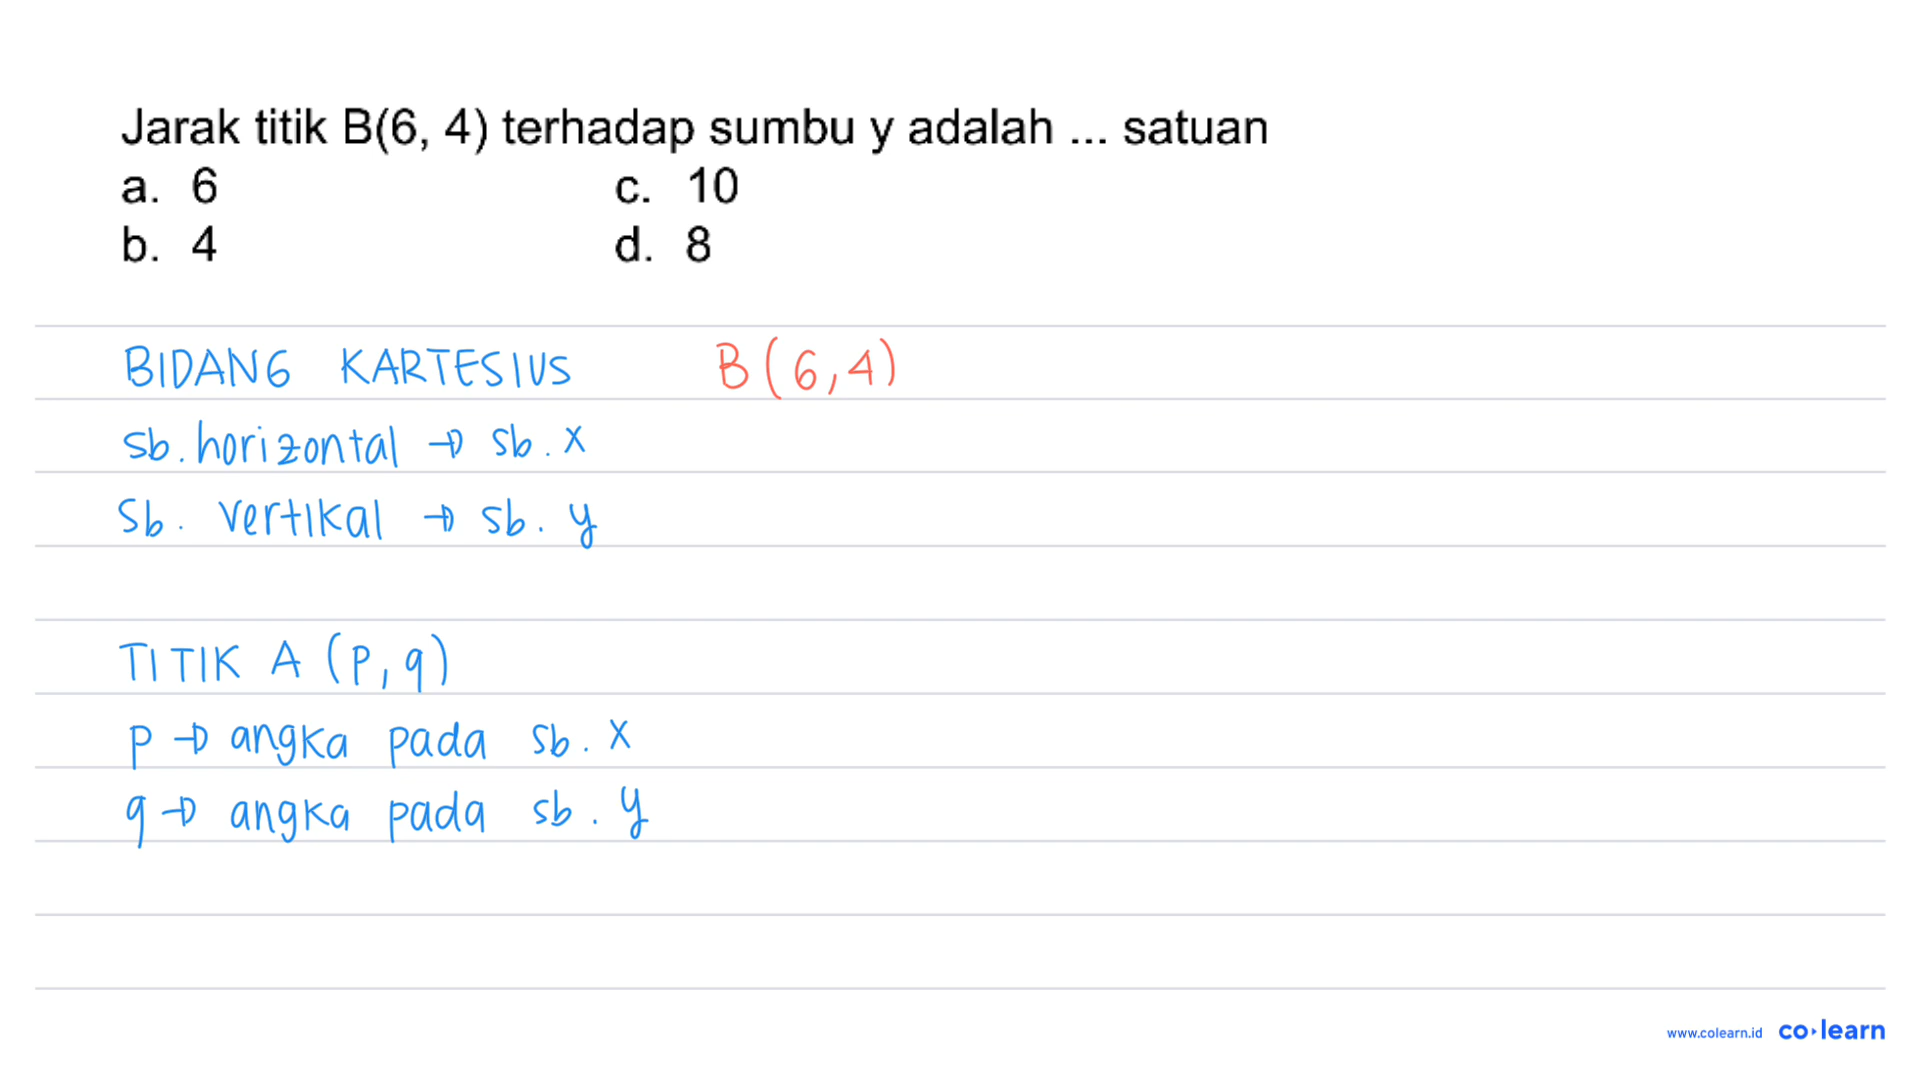 Jarak titik B(6, 4) terhadap sumbu y adalah ... satuan
a. 6 c. 10
b. 4 d. 8
BIDANG KARTESIUS B(6,4)
sb. horizontal → sb. x
Sb. vertikal → sb. y
TITIK A (P, q)
p → angka pada sb. x
q → angka pada sb. y
www.colearn.id co·learn